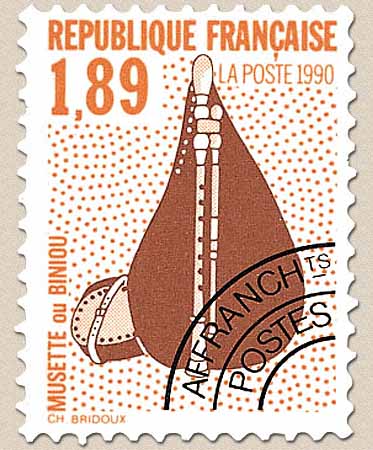 REPUBLIQUE FRANÇAISE
LA POSTE 1990
1,89
MUSETTE ou BINIOU
AFFRANCHTS
POSTES
CH. BRIDOUX